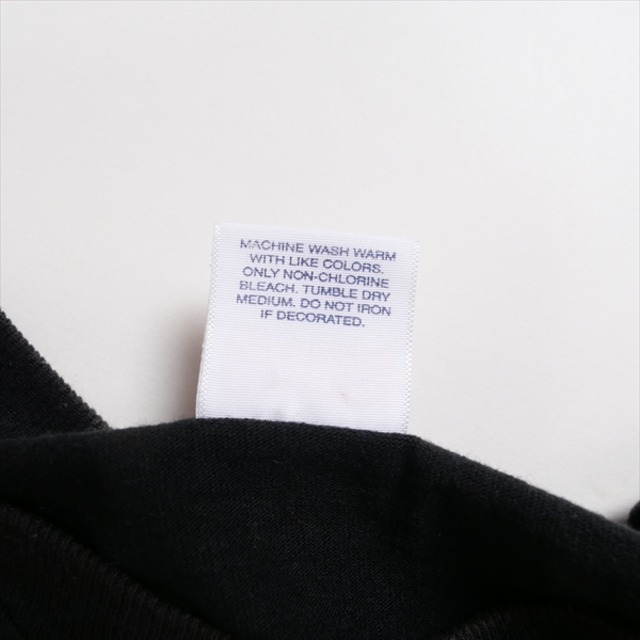 MACHINE WASH WARM
WITH LIKE COLORS.
ONLY NON-CHLORINE
BLEACH. TUMBLE DRY
MEDIUM. DO NOT IRON
IF DECORATED.